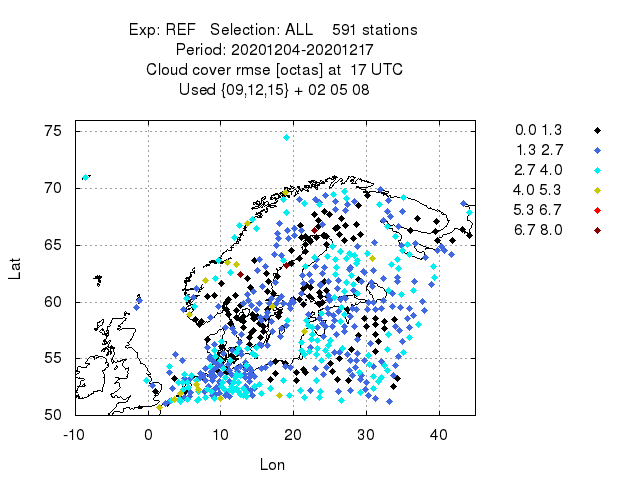 Exp: REF Selection: ALL 591 stations
Period: 20201204-20201217
Cloud cover rmse [octas] at 17 UTC
Used {09,12,15} + 02 05 08
0.0 1.3
1.3 2.7
2.7 4.0
4.0 5.3
5.3 6.7
6.7 8.0
75
70
65
60
55
50
Lat
-10 0 10 20 30 40
Lon